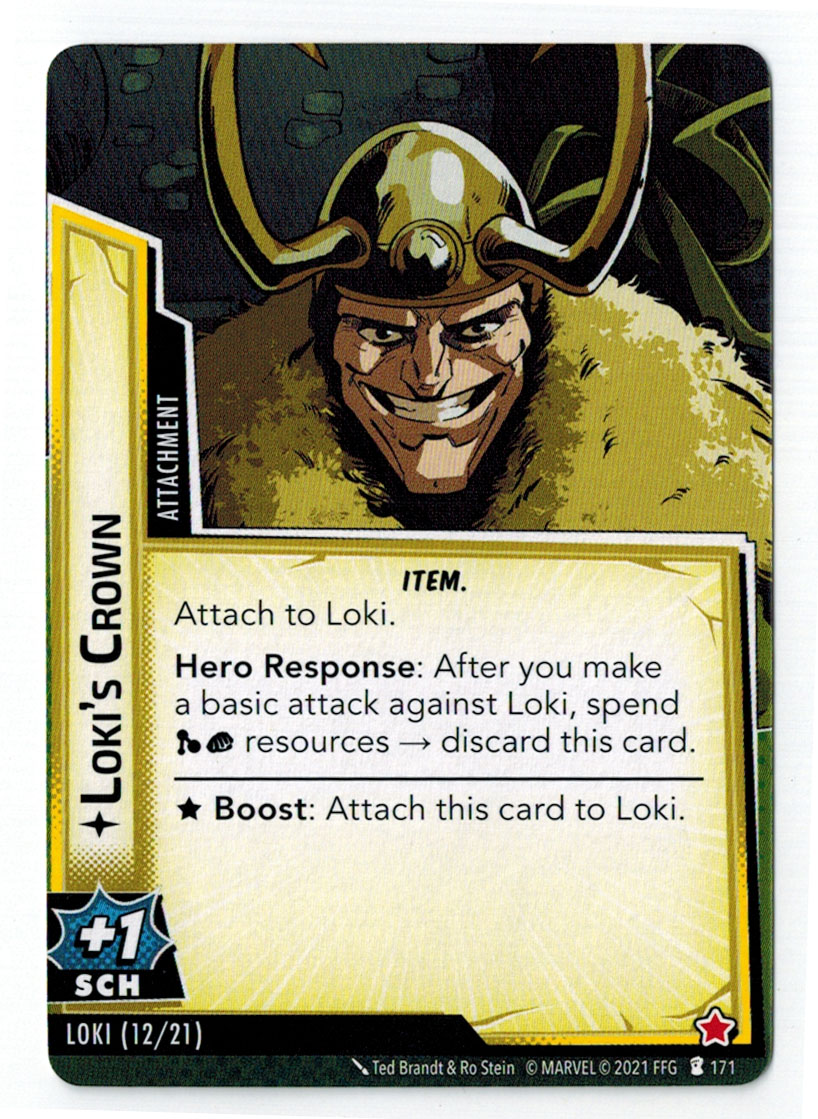 ATTACHMENT
LOKI'S CROWN
ITEM.
Attach to Loki.
Hero Response: After you make
a basic attack against Loki, spend
resources → discard this card.
★ Boost: Attach this card to Loki.
+1
SCH
LOKI (12/21)
Ted Brandt & Ro Stein © MARVEL © 2021 FFG 171